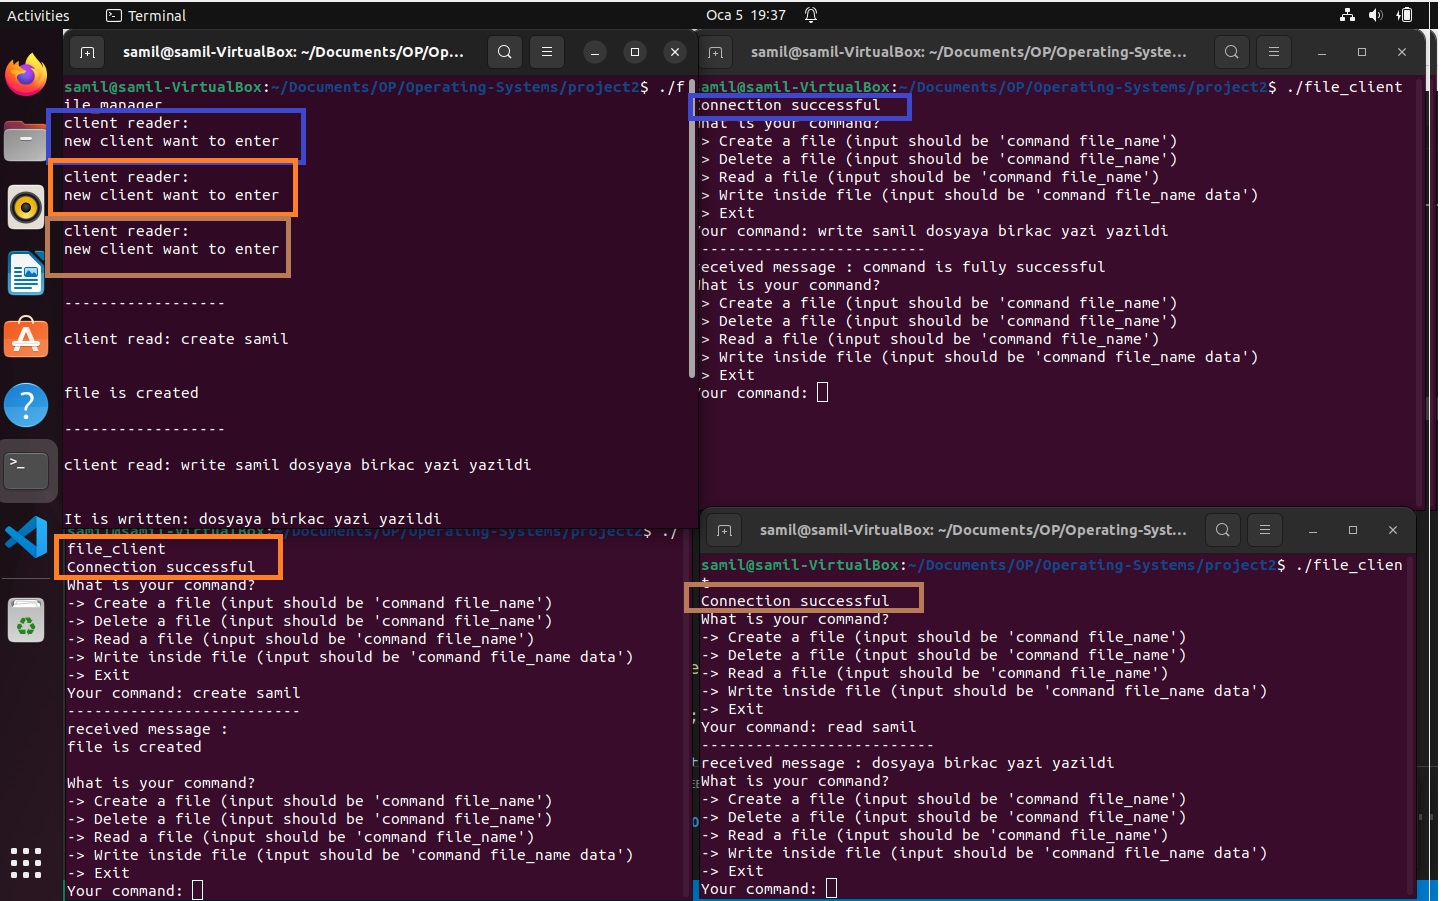 Activities
Terminal
Oca 5 19:37
samil@samil-VirtualBox: ~/Documents/OP/Op...
samil@samil-VirtualBox:~/Documents/OP/Operating-Systems/project2$ ./f
ile_manager
client reader:
new client want to enter
client reader:
new client want to enter
client reader:
new client want to enter
------------------
client read: create samil
file is created
------------------
client read: write samil dosyaya birkac yazi yazildi
It is written: dosyaya birkac yazi yazildi
samil@samil-VirtualBox: ~/Documents/OP/Operating-Syste...
amil@samil-VirtualBox:~/Documents/OP/Operating-Systems/project2$ ./file_client
onnection successful
hat is your command?
> Create a file (input should be 'command file_name')
> Delete a file (input should be 'command file_name')
> Read a file (input should be 'command file_name')
> Write inside file (input should be 'command file_name data')
> Exit
our command: write samil dosyaya birkac yazi yazildi
-------------------------
eceived message : command is fully successful
hat is your command?
> Create a file (input should be 'command file_name')
> Delete a file (input should be 'command file_name')
> Read a file (input should be 'command file_name')
> Write inside file (input should be 'command file_name data')
> Exit
our command:
samil@samil-VirtualBox:~/Documents/OP/Operating-Systems/project2$ ./
file_client
Connection successful
What is your command?
-> Create a file (input should be 'command file_name')
-> Delete a file (input should be 'command file_name')
-> Read a file (input should be 'command file_name')
-> Write inside file (input should be 'command file_name data')
-> Exit
Your command: create samil
--------------------------
received message :
file is created
What is your command?
-> Create a file (input should be 'command file_name')
-> Delete a file (input should be 'command file_name')
-> Read a file (input should be 'command file_name')
-> Write inside file (input should be 'command file_name data')
-> Exit
Your command:
samil@samil-VirtualBox: ~/Documents/OP/Operating-Syst...
samil@samil-VirtualBox:~/Documents/OP/Operating-Systems/project2$ ./file_clien
t
Connection successful
What is your command?
-> Create a file (input should be 'command file_name')
-> Delete a file (input should be 'command file_name')
-> Read a file (input should be 'command file_name')
-> Write inside file (input should be 'command file_name data')
-> Exit
Your command: read samil
--------------------------
received message : dosyaya birkac yazi yazildi
What is your command?
-> Create a file (input should be 'command file_name')
-> Delete a file (input should be 'command file_name')
-> Read a file (input should be 'command file_name')
-> Write inside file (input should be 'command file_name data')
-> Exit
Your command: